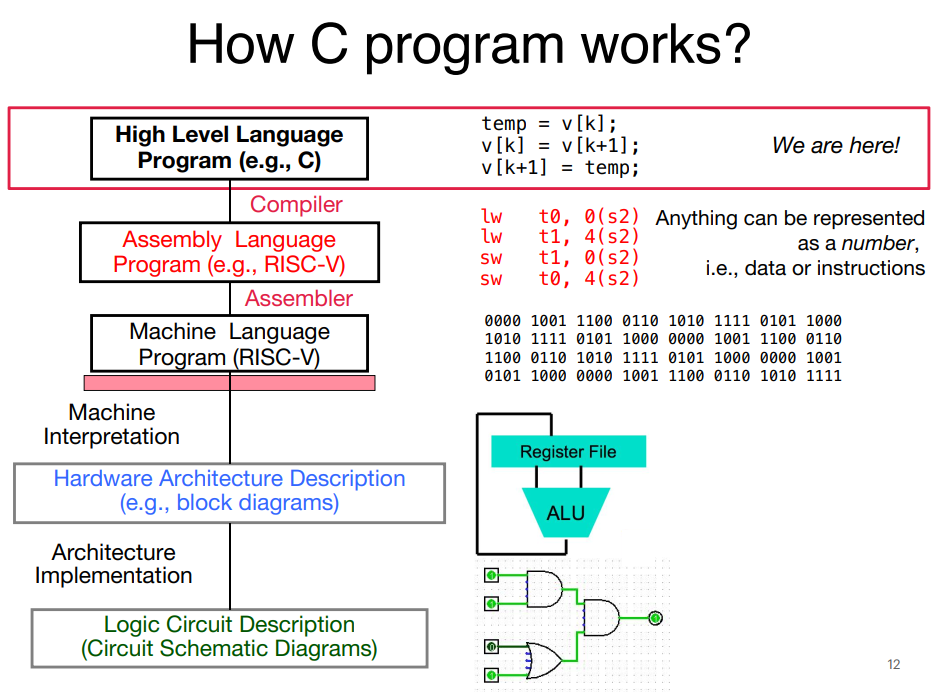 How C program works?
High Level Language
Program (e.g., C)
temp = v[k];
v[k] = v[k+1];
v[k+1] = temp;
We are here!
Compiler
Assembly Language
Program (e.g., RISC-V)
lw t0, 0(s2)
lw t1, 4(s2)
sw t1, 0(s2)
sw t0, 4(s2)
Anything can be represented
as a number,
i.e., data or instructions
Assembler
Machine Language
Program (RISC-V)
0000 1001 1100 0110 1010 1111 0101 1000
1010 1111 0101 1000 0000 1001 1100 0110
1100 0110 1010 1111 0101 1000 0000 1001
0101 1000 0000 1001 1100 0110 1010 1111
Machine
Interpretation
Hardware Architecture Description
(e.g., block diagrams)
Register File
ALU
Architecture
Implementation
Logic Circuit Description
(Circuit Schematic Diagrams)
12